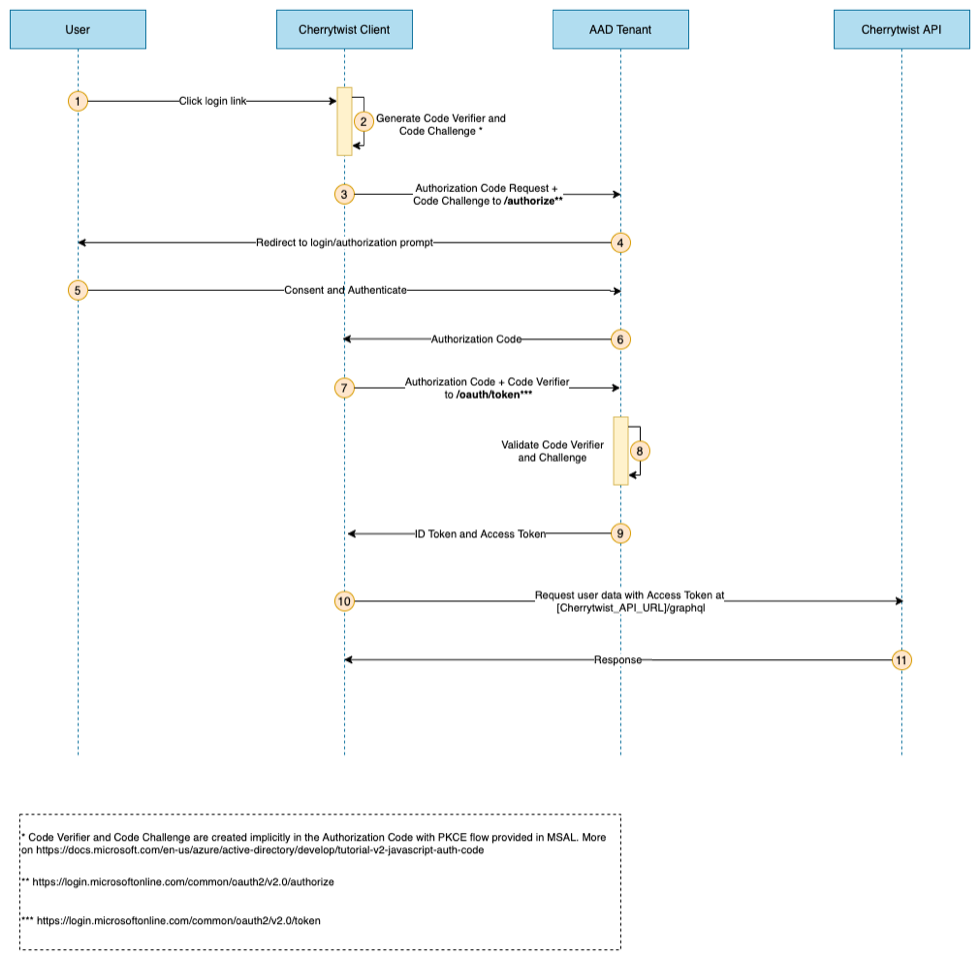 User
Cherrytwist Client
AAD Tenant
Cherrytwist API
1
Click login link
2
Generate Code Verifier and
Code Challenge *
3
Authorization Code Request +
Code Challenge to /authorize**
Redirect to login/authorization prompt
4
5
Consent and Authenticate
Authorization Code
6
7
Authorization Code + Code Verifier
to /oauth/token***
Validate Code Verifier
and Challenge
8
ID Token and Access Token
9
10
Request user data with Access Token at
[Cherrytwist_API_URL]/graphql
Response
11
* Code Verifier and Code Challenge are created implicitly in the Authorization Code with PKCE flow provided in MSAL. More
on https://docs.microsoft.com/en-us/azure/active-directory/develop/tutorial-v2-javascript-auth-code
** https://login.microsoftonline.com/common/oauth2/v2.0/authorize
*** https://login.microsoftonline.com/common/oauth2/v2.0/token